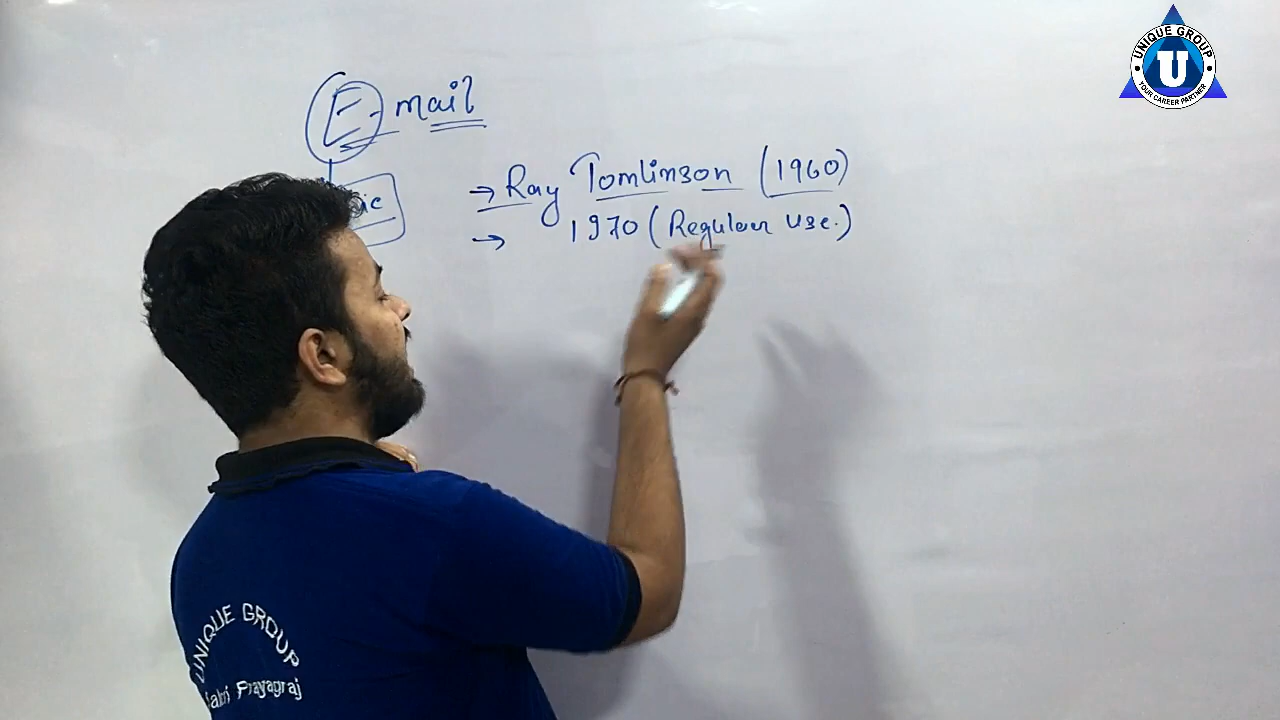 E-mail
→ Ray Tomlinson (1960)
→ 1970 (Regular use.)
UNIQUE GROUP
U
YOUR CAREER PARTNER
UNIQUE GROUP
Prayagraj